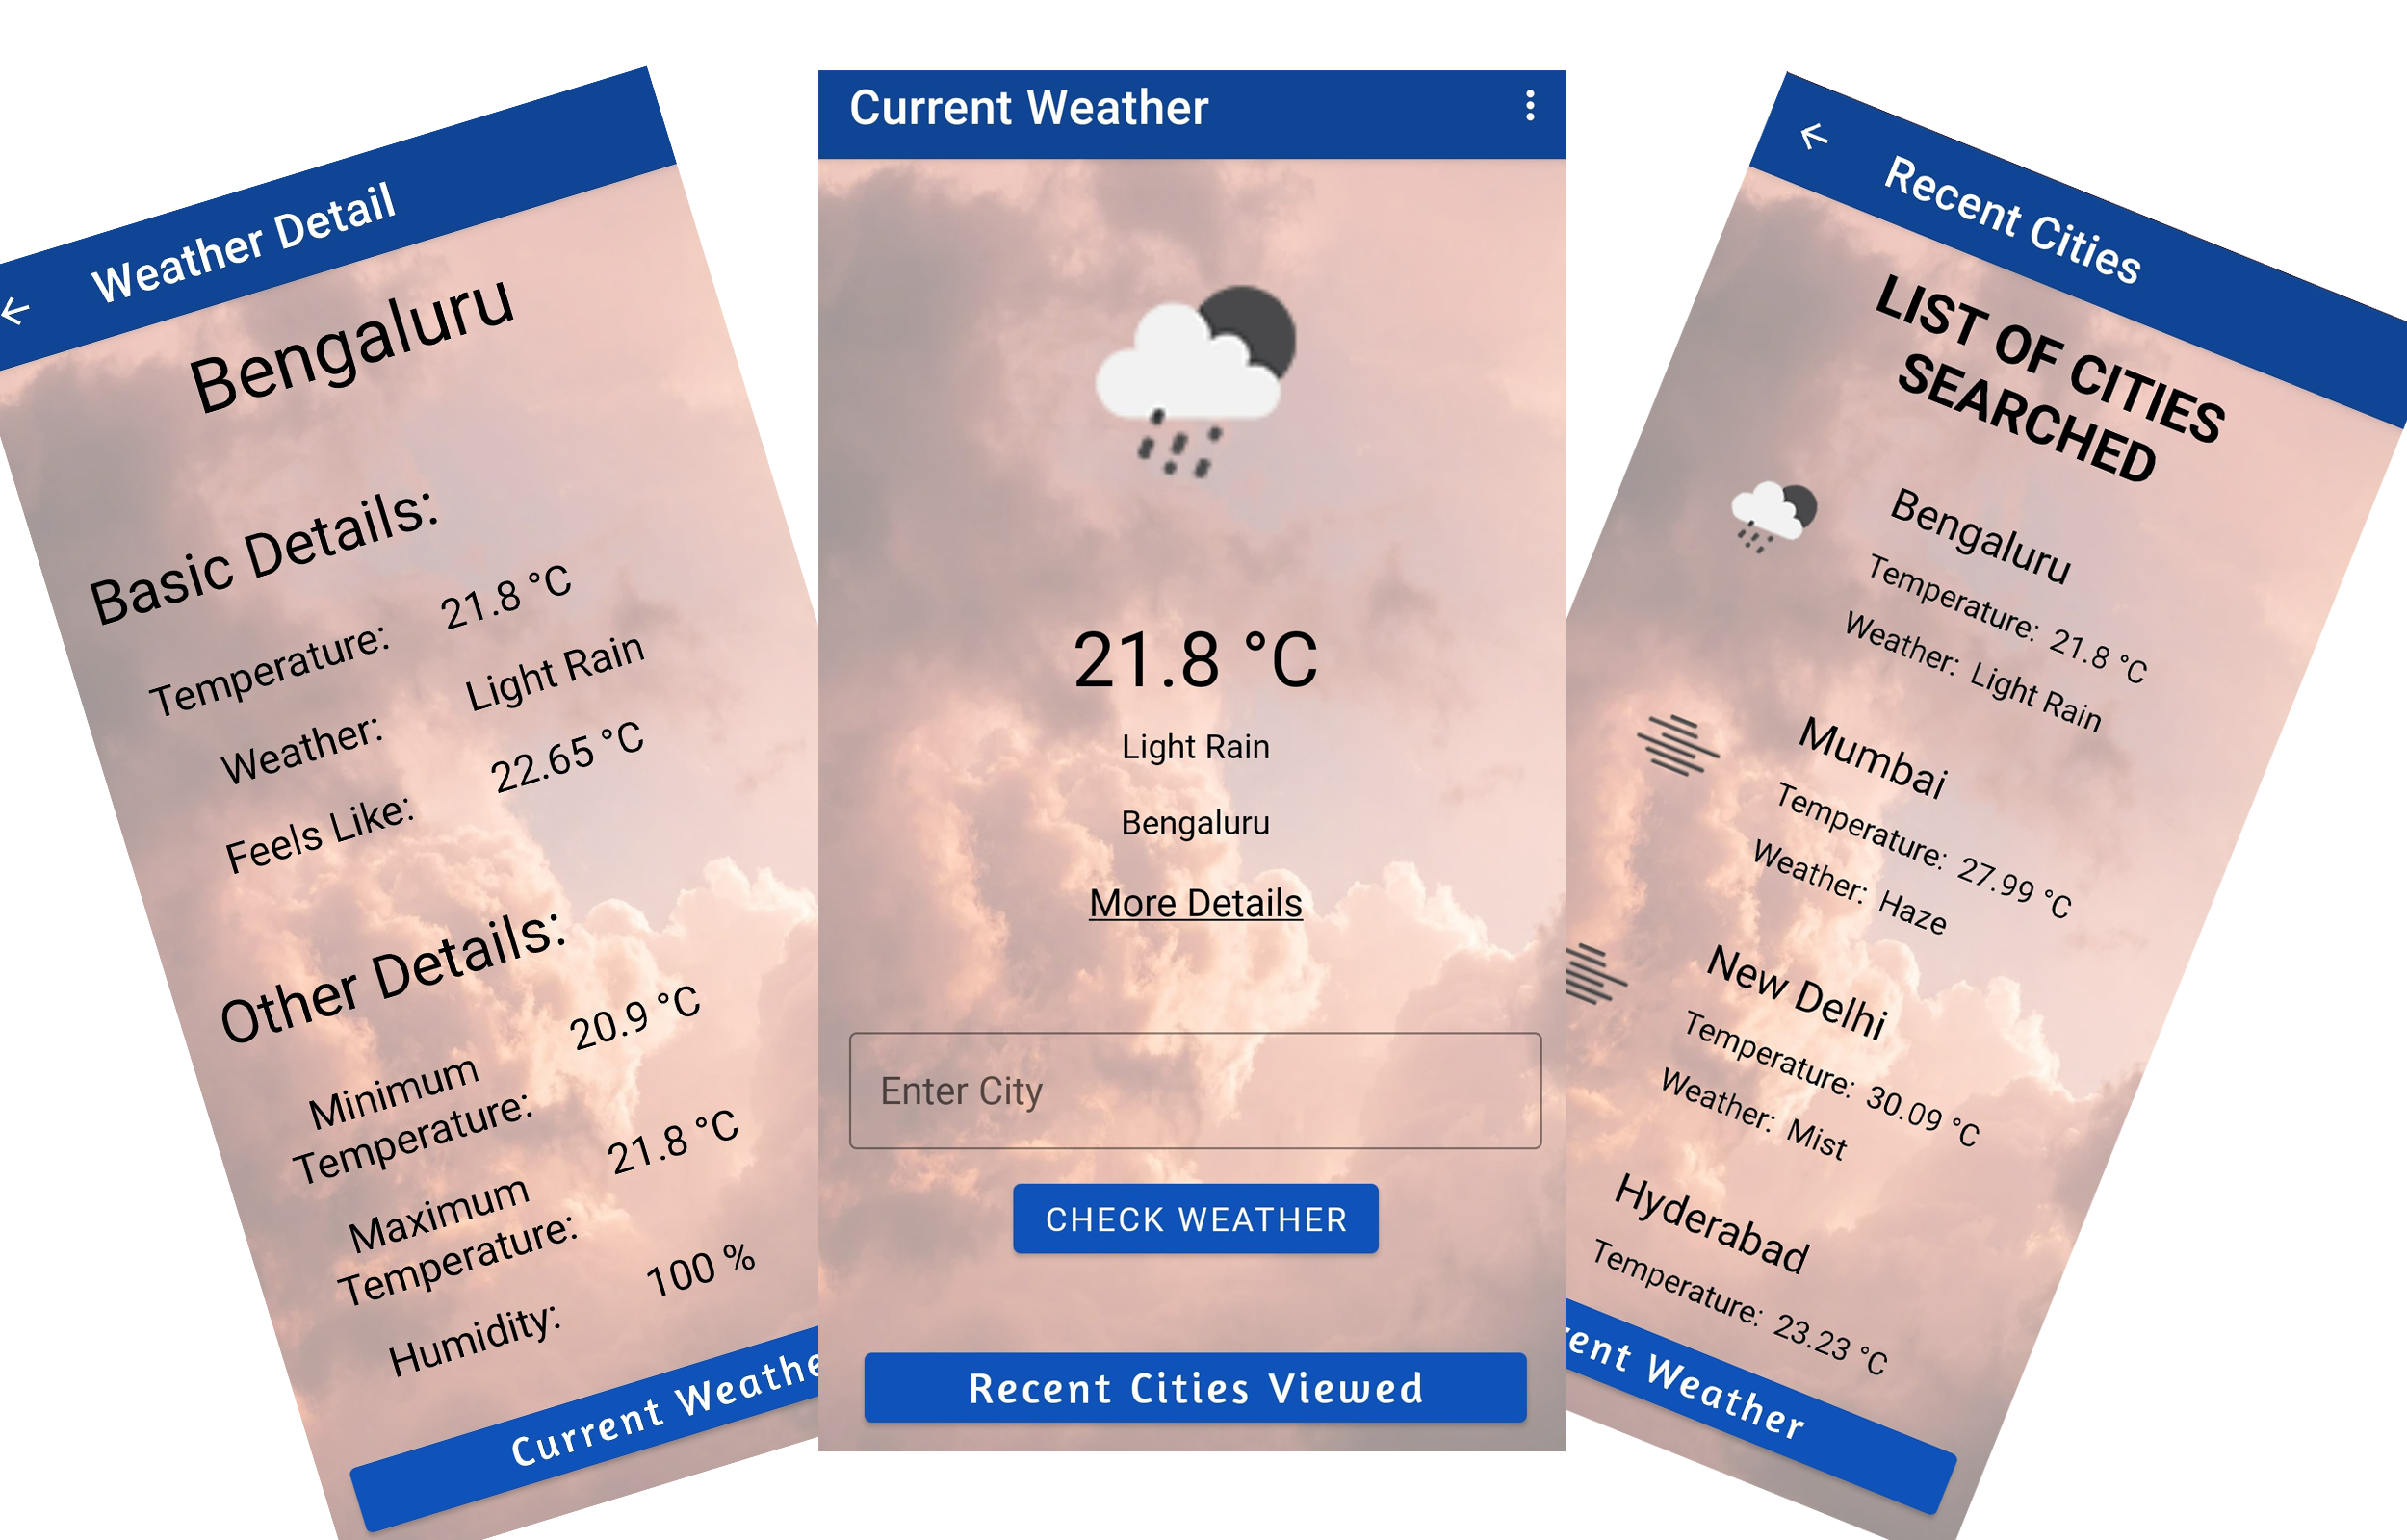 Weather Detail
Bengaluru
Basic Details:
Temperature: 21.8 °C
Weather: Light Rain
Feels Like: 22.65 °C
Other Details:
Minimum
Temperature: 20.9 °C
Maximum
Temperature: 21.8 °C
Humidity: 100 %
Current Weathe
Current Weather
21.8 °C
Light Rain
Bengaluru
More Details
Enter City
CHECK WEATHER
Recent Cities Viewed
Recent Cities
LIST OF CITIES
SEARCHED
Bengaluru
Temperature: 21.8 °C
Weather: Light Rain
Mumbai
Temperature: 27.99 °C
Weather: Haze
New Delhi
Temperature: 30.09 °C
Weather: Mist
Hyderabad
Temperature: 23.23 °C
ent Weather